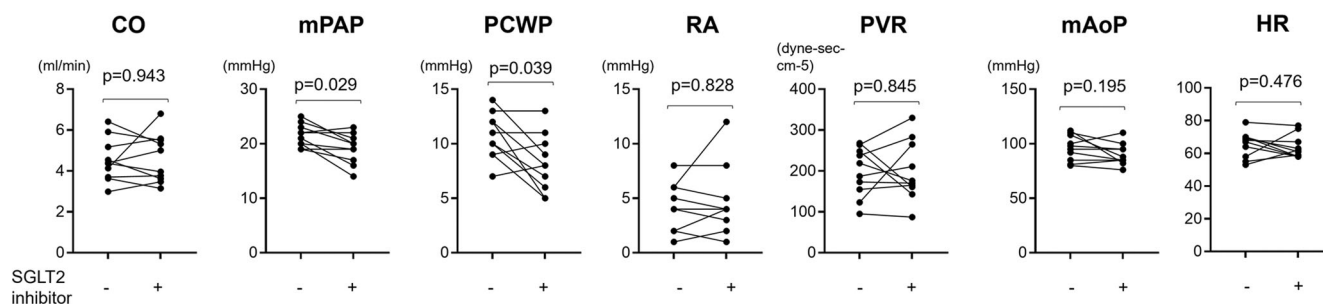 CO
(ml/min)
p=0.943
8
6
4
2
0
- +
mPAP
(mmHg)
p=0.029
30
20
10
0
- +
PCWP
(mmHg)
p=0.039
15
10
5
0
- +
RA
(mmHg)
p=0.828
15
10
5
0
- +
PVR
(dyne-sec-
cm-5)
p=0.845
400
300
200
100
0
- +
mAoP
(mmHg)
p=0.195
150
100
50
0
- +
HR
p=0.476
100
80
60
40
20
0
- +
SGLT2
inhibitor